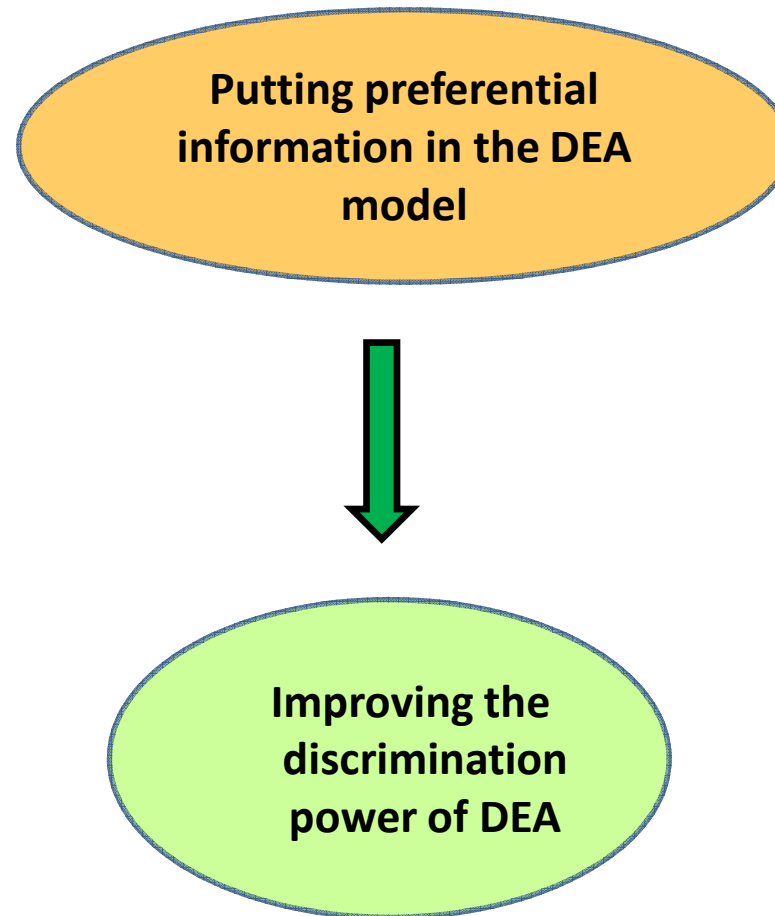 Putting preferential
information in the DEA
model
Improving the
discrimination
power of DEA